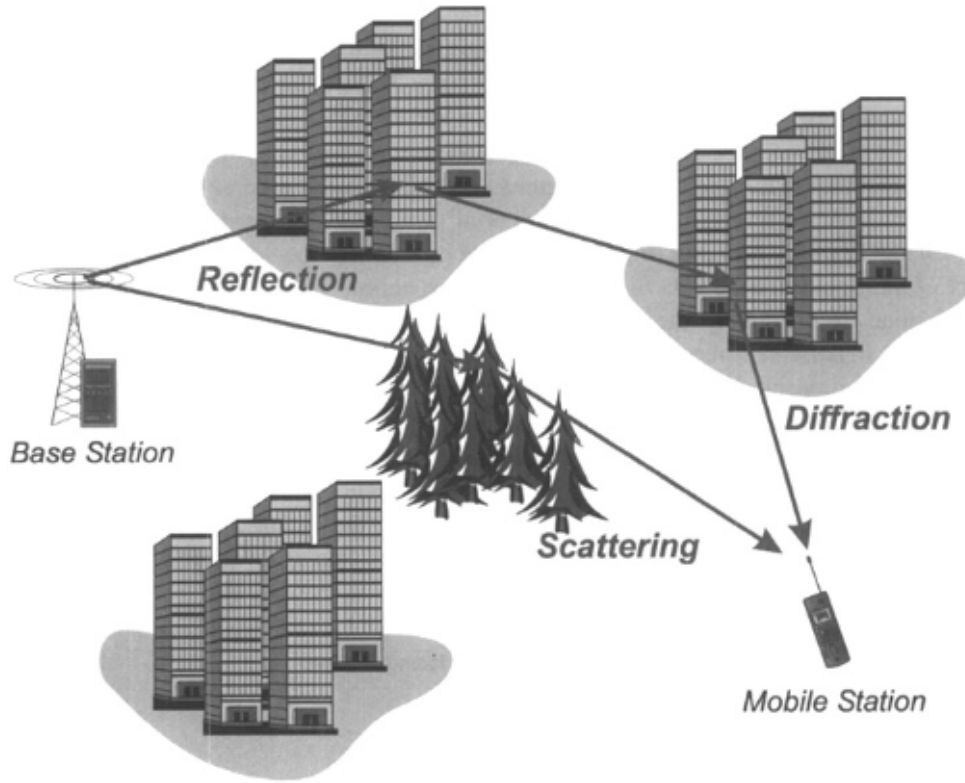 Reflection
Diffraction
Base Station
Scattering
Mobile Station